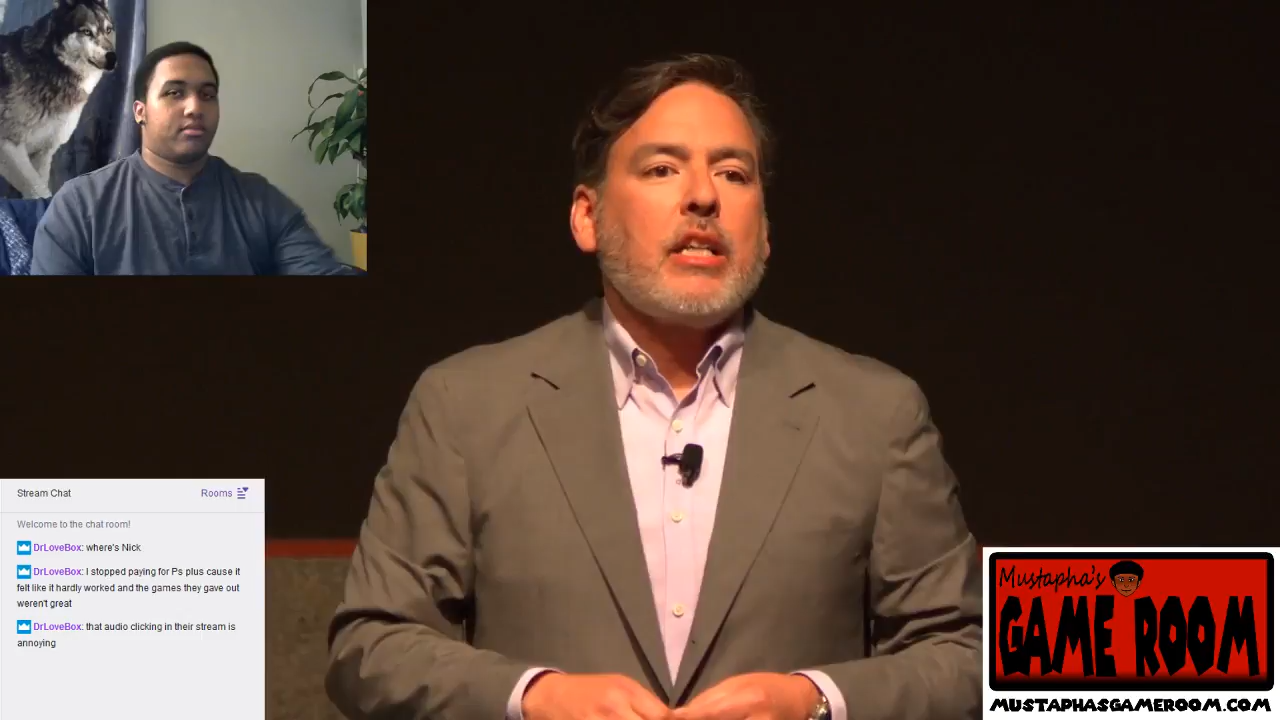 Stream Chat
Rooms
Welcome to the chat room!
DrLoveBox: where's Nick
DrLoveBox: I stopped paying for Ps plus cause it
felt like it hardly worked and the games they gave out
weren't great
DrLoveBox: that audio clicking in their stream is
annoying
Mustapha's
GAME ROOM
MUSTAPHASGAMEROOM.COM